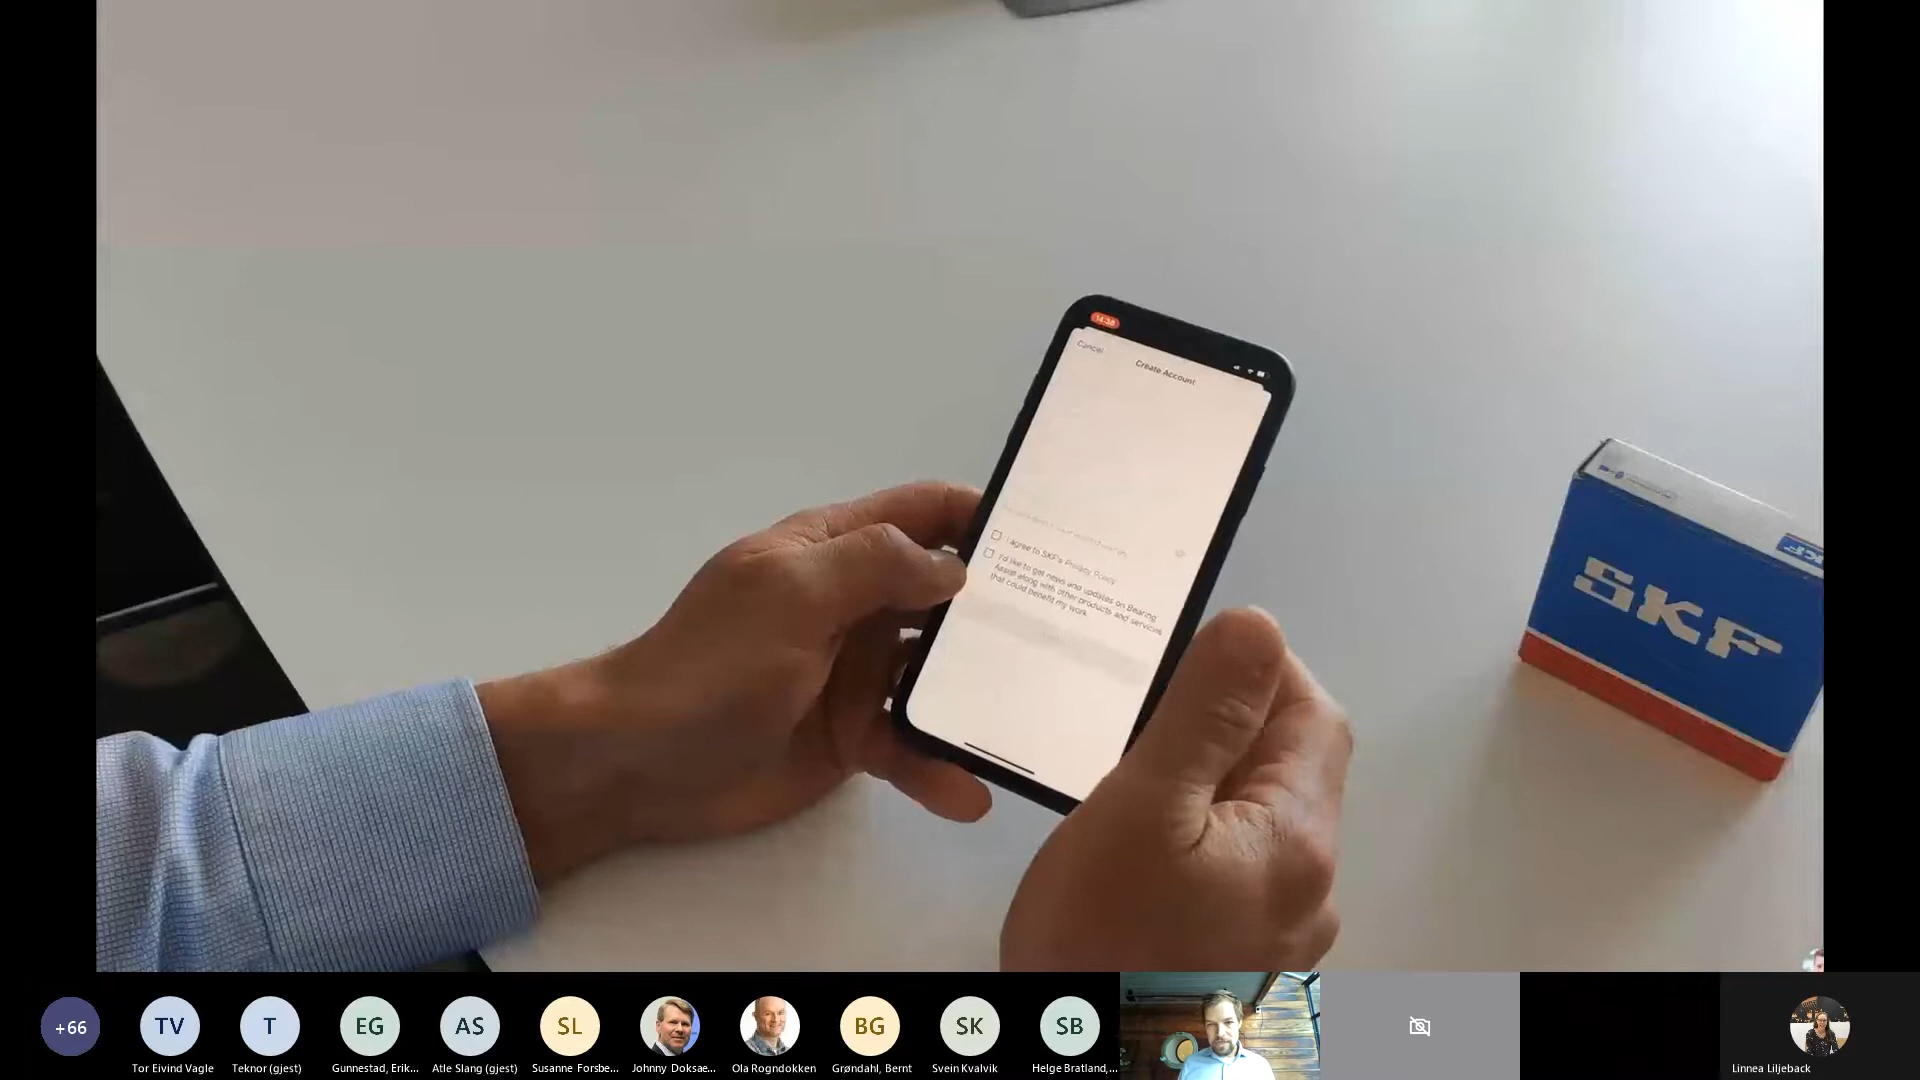 14:38
Cancel
Create Account
I agree to SKF's Privacy Policy
I'd like to get news and updates on Bearing
Assist along with other products and services
that could benefit my work.
SKF
SKF
+66
TV
T
EG
AS
SL
BG
SK
SB
Tor Eivind Vagle
Teknor (gjest)
Gunnestad, Erik...
Atle Slang (gjest)
Susanne Forsbe...
Johnny Doksae...
Ola Rogndokken
Grøndahl, Bernt
Svein Kvalvik
Helge Bratland,...
Linnea Liljeback